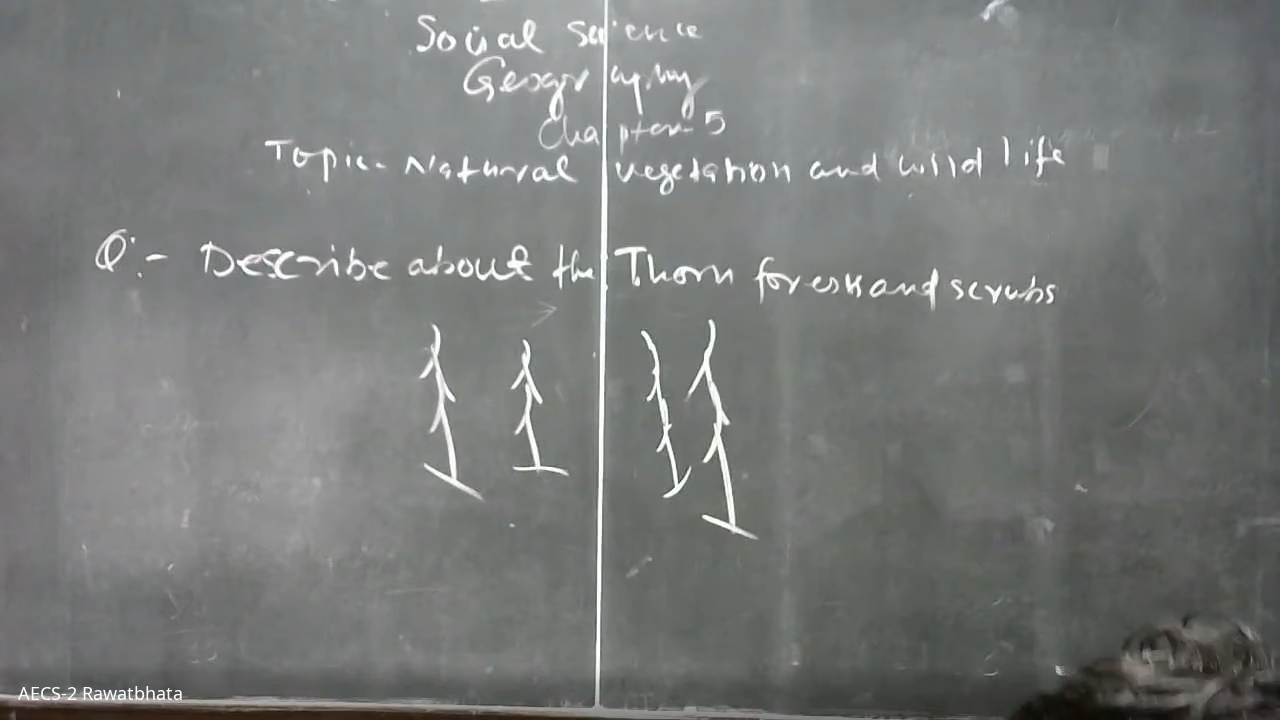 Social science
Geography
Chapter-5
Topic- Natural vegetation and wild life
Q:- Describe about the Thorn forest and scrubs
AECS-2 Rawatbhata